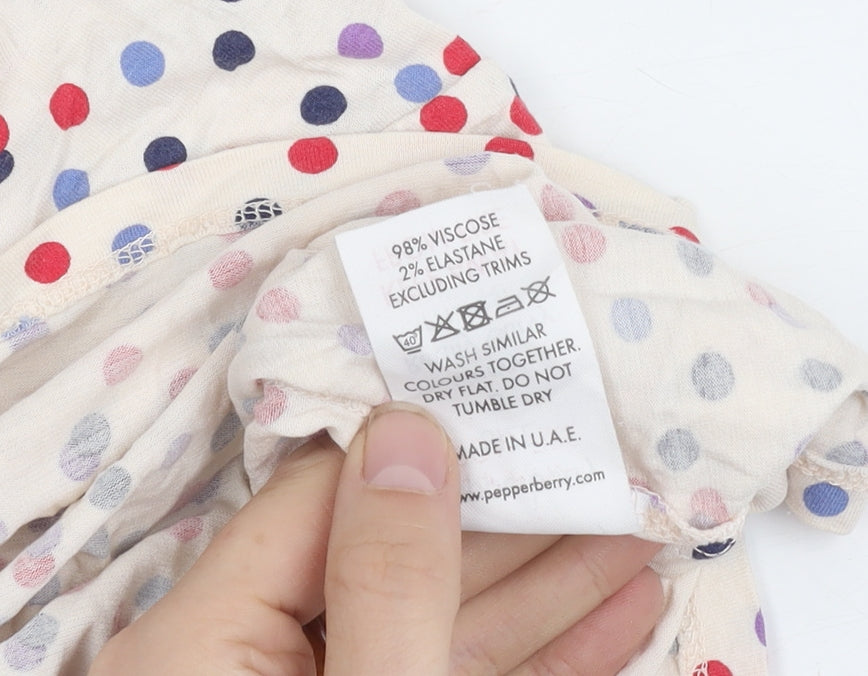 98% VISCOSE
2% ELASTANE
EXCLUDING TRIMS
40°
WASH SIMILAR
COLOURS TOGETHER.
DRY FLAT. DO NOT
TUMBLE DRY
MADE IN U.A.E.
www.pepperberry.com